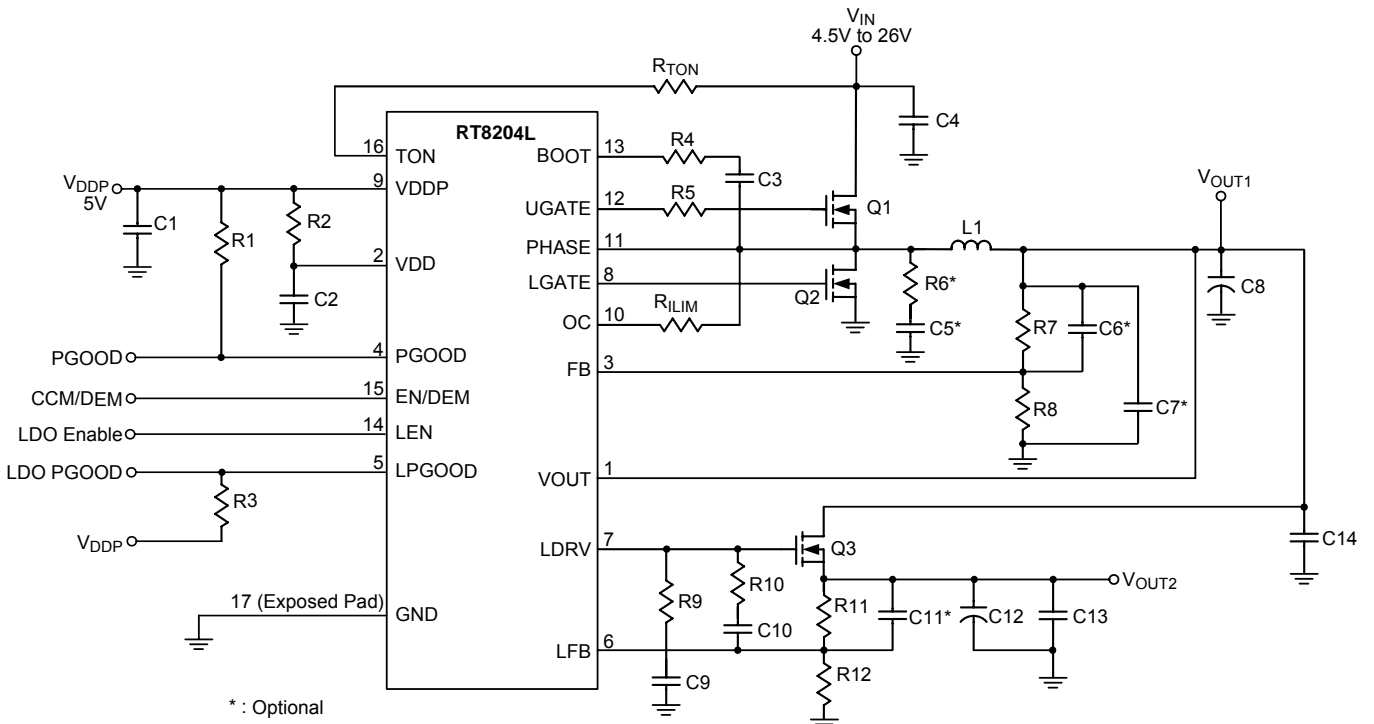 VIN
4.5V to 26V
RTON
C4
RT8204L
16 TON
BOOT 13
R4
C3
VDDP
5V
9 VDDP
C1
R1
R2
UGATE 12
R5
Q1
VOUT1
L1
PHASE 11
2 VDD
C2
LGATE 8
Q2
R6*
C8
OC 10
RILIM
C5*
R7
C6*
PGOOD
4 PGOOD
FB 3
CCM/DEM
15 EN/DEM
R8
C7*
LDO Enable
14 LEN
LDO PGOOD
5 LPGOOD
VOUT 1
R3
VDDP
LDRV 7
Q3
C14
VOUT2
R9
R10
R11
C11*
C12
C13
17 (Exposed Pad)
GND
C10
LFB 6
R12
C9
* : Optional